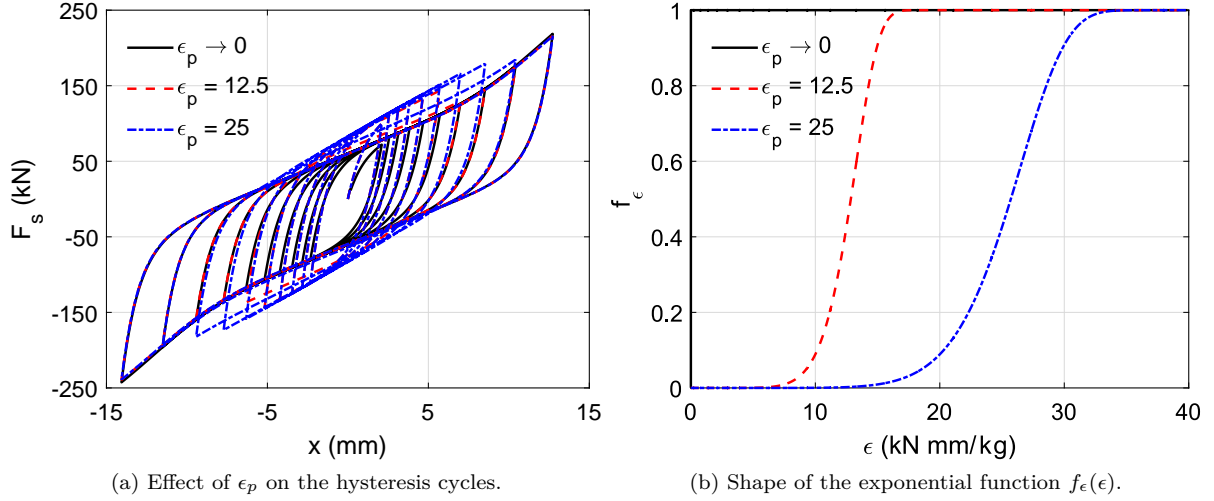 250
150
50
-50
-150
-250
-15
-5
5
15
F_s (kN)
x (mm)
ϵ_p → 0
ϵ_p = 12.5
ϵ_p = 25
(a) Effect of ϵ_p on the hysteresis cycles.
1
0.8
0.6
0.4
0.2
0
0
10
20
30
40
f_ϵ
ϵ (kN mm/kg)
ϵ_p → 0
ϵ_p = 12.5
ϵ_p = 25
(b) Shape of the exponential function f_ϵ(ϵ).